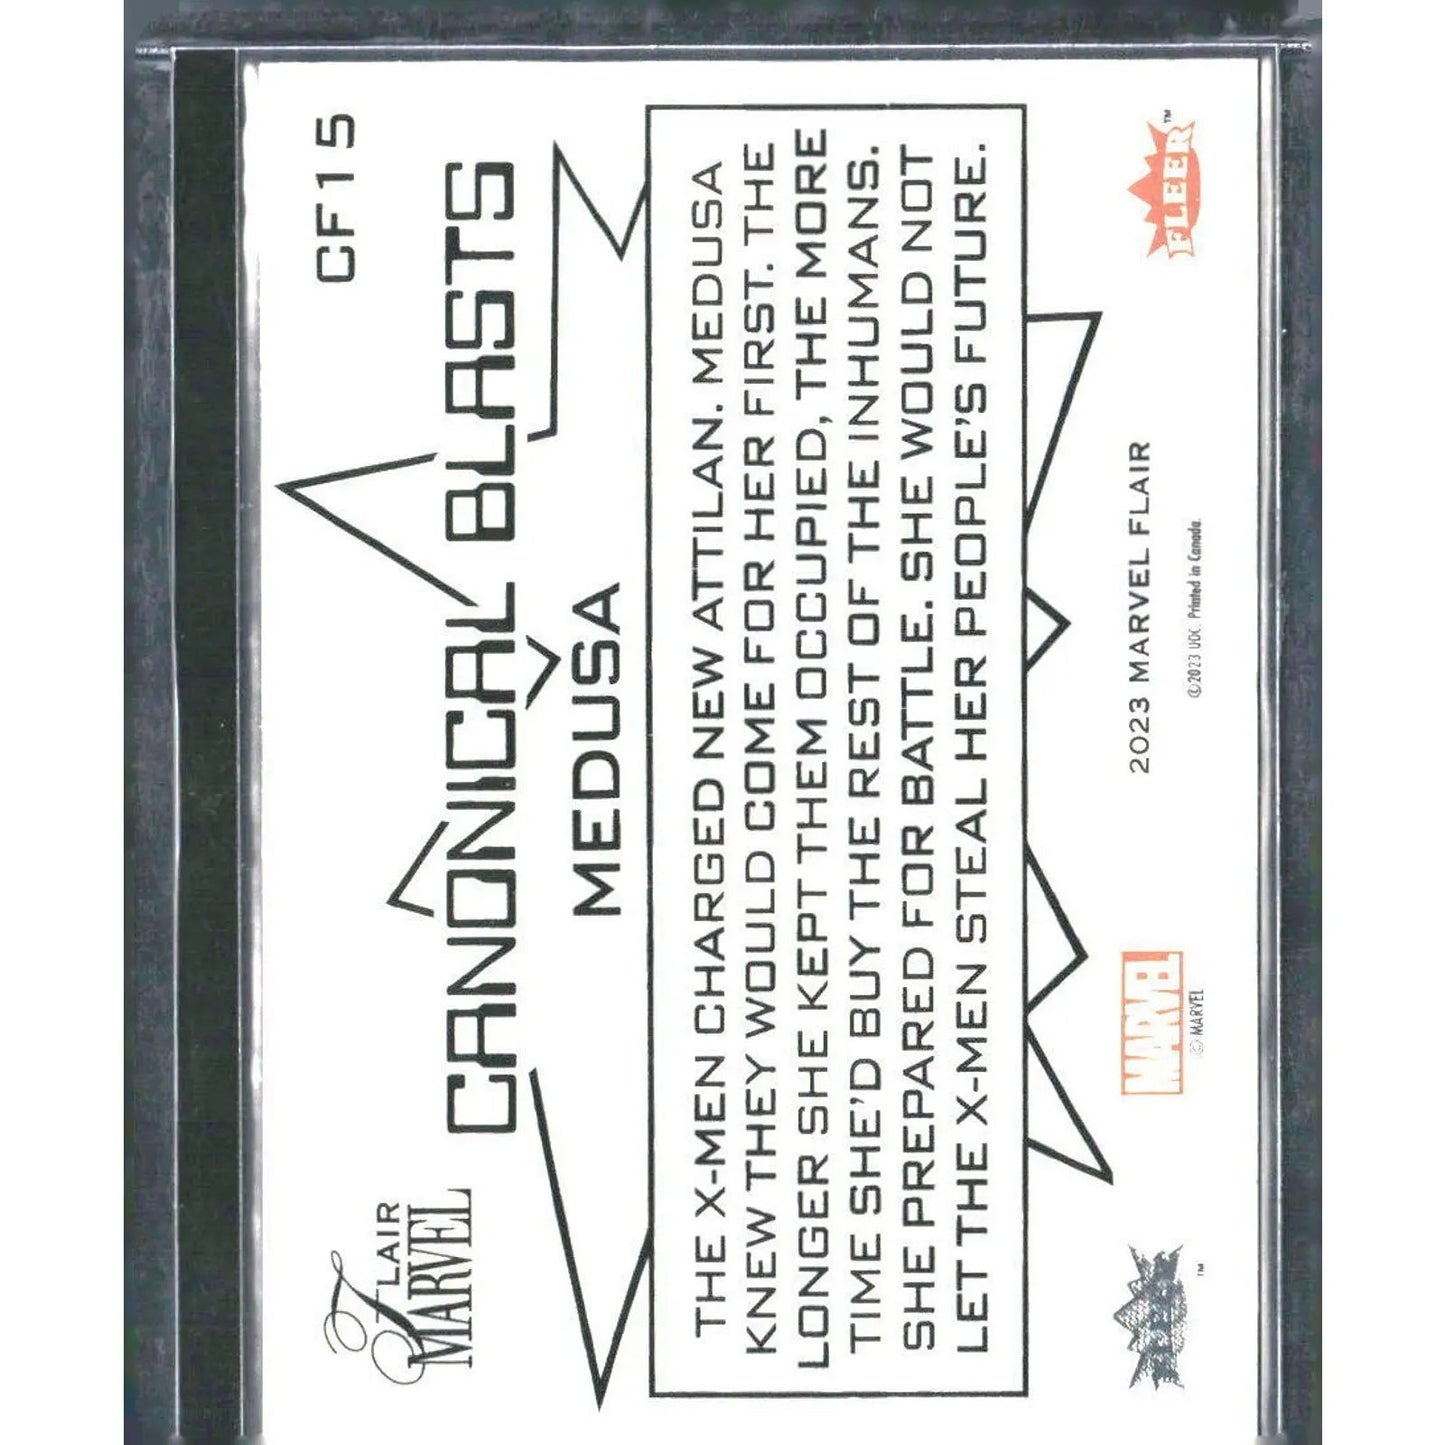 FLAIR
MARVEL
CF15
CANONICAL BLASTS
MEDUSA
THE X-MEN CHARGED NEW ATTILAN. MEDUSA
KNEW THEY WOULD COME FOR HER FIRST. THE
LONGER SHE KEPT THEM OCCUPIED, THE MORE
TIME SHE'D BUY THE REST OF THE INHUMANS.
SHE PREPARED FOR BATTLE. SHE WOULD NOT
LET THE X-MEN STEAL HER PEOPLE'S FUTURE.
FLEER™
MARVEL
© MARVEL
2023 MARVEL FLAIR
©2023 UDC. Printed in Canada.
FLEER™